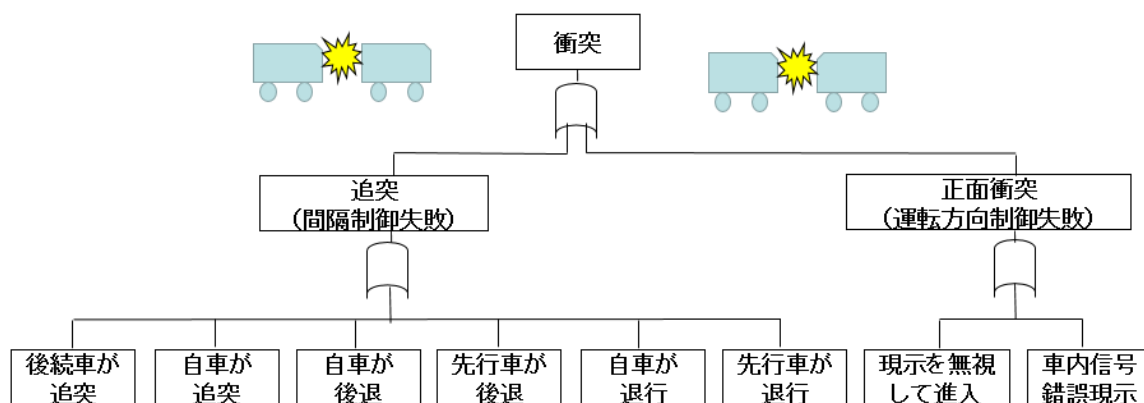 衝突
追突
（間隔制御失敗）
正面衝突
（運転方向制御失敗）
後続車が
追突
自車が
追突
自車が
後退
先行車が
後退
自車が
退行
先行車が
退行
現示を無視
して進入
車内信号
錯誤現示